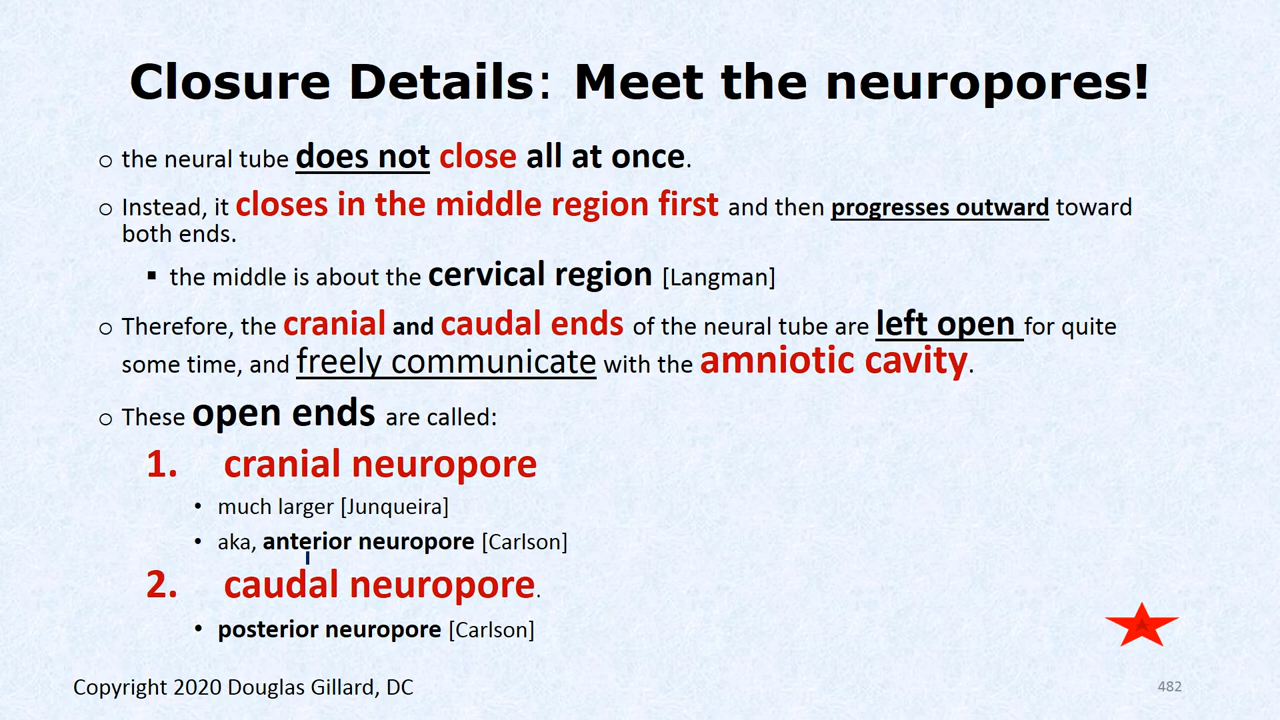 Closure Details: Meet the neuropores!
○ the neural tube does not close all at once.
○ Instead, it closes in the middle region first and then progresses outward toward
both ends.
▪ the middle is about the cervical region [Langman]
○ Therefore, the cranial and caudal ends of the neural tube are left open for quite
some time, and freely communicate with the amniotic cavity.
○ These open ends are called:
1. cranial neuropore
• much larger [Junqueira]
• aka, anterior neuropore [Carlson]
2. caudal neuropore.
• posterior neuropore [Carlson]
Copyright 2020 Douglas Gillard, DC
482